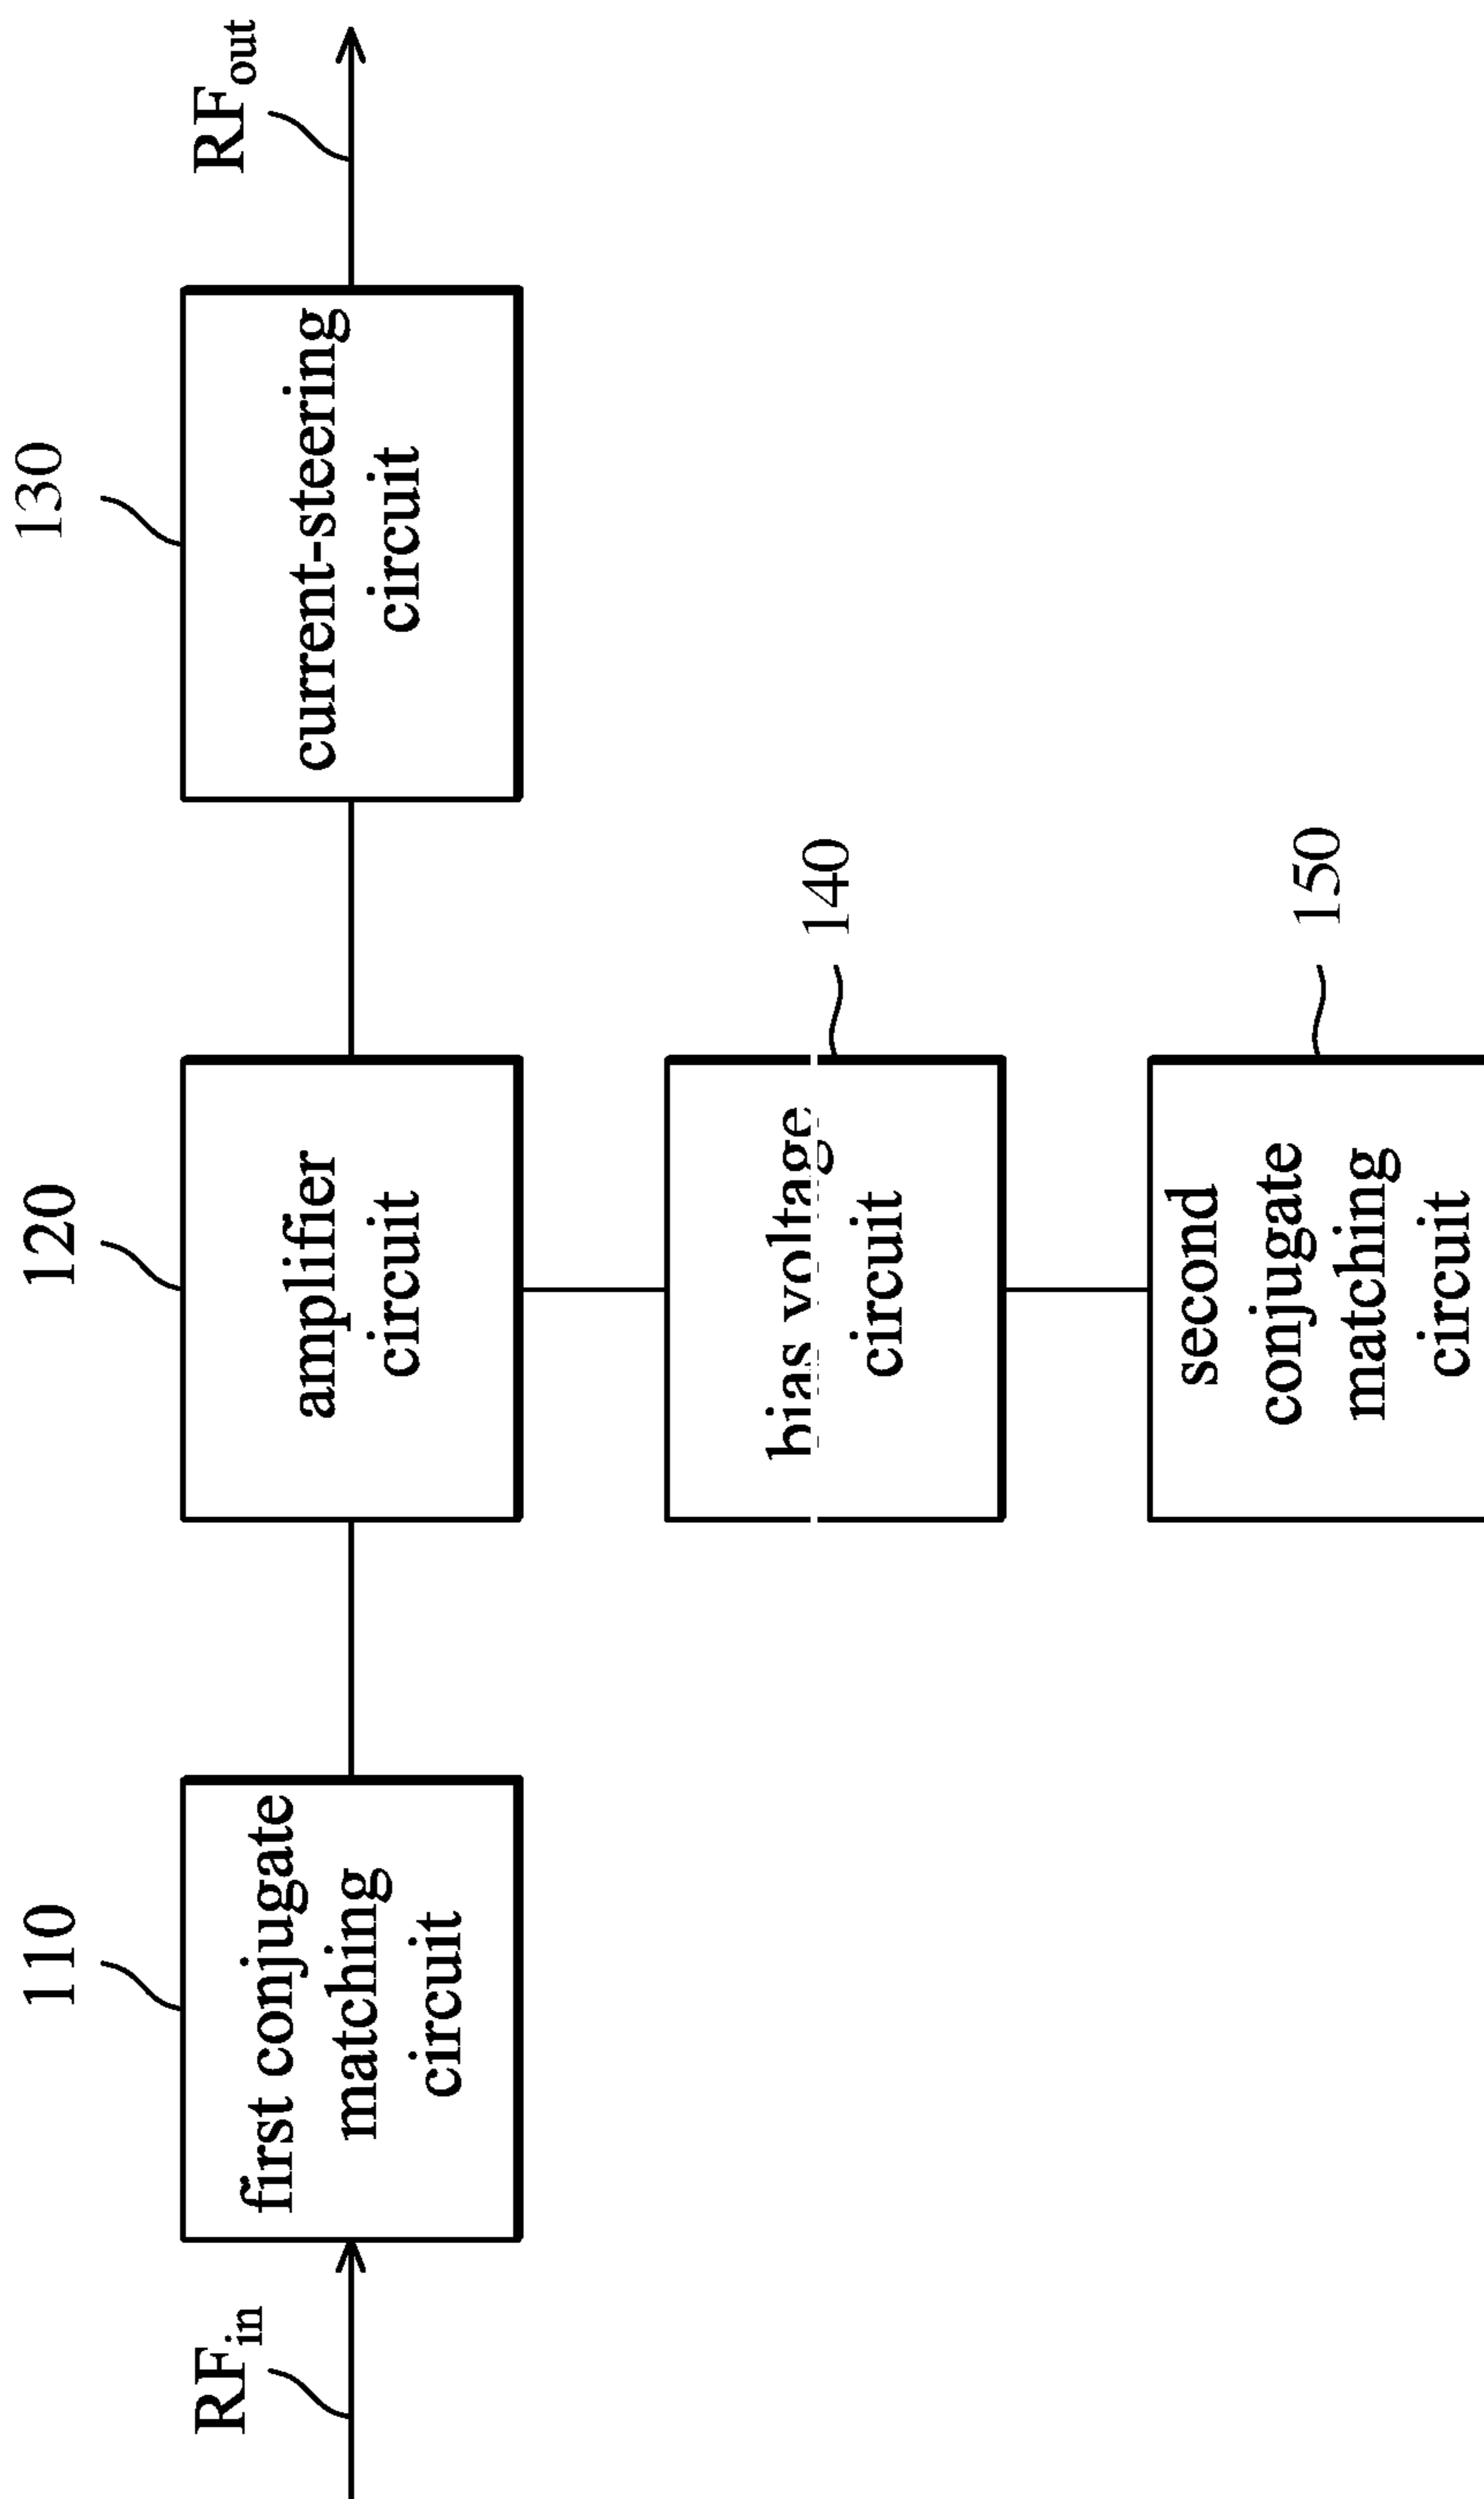 RFin
110
first conjugate
matching
circuit
120
amplifier
circuit
130
current-steering
circuit
RFout
140
bias voltage
circuit
150
second
conjugate
matching
circuit